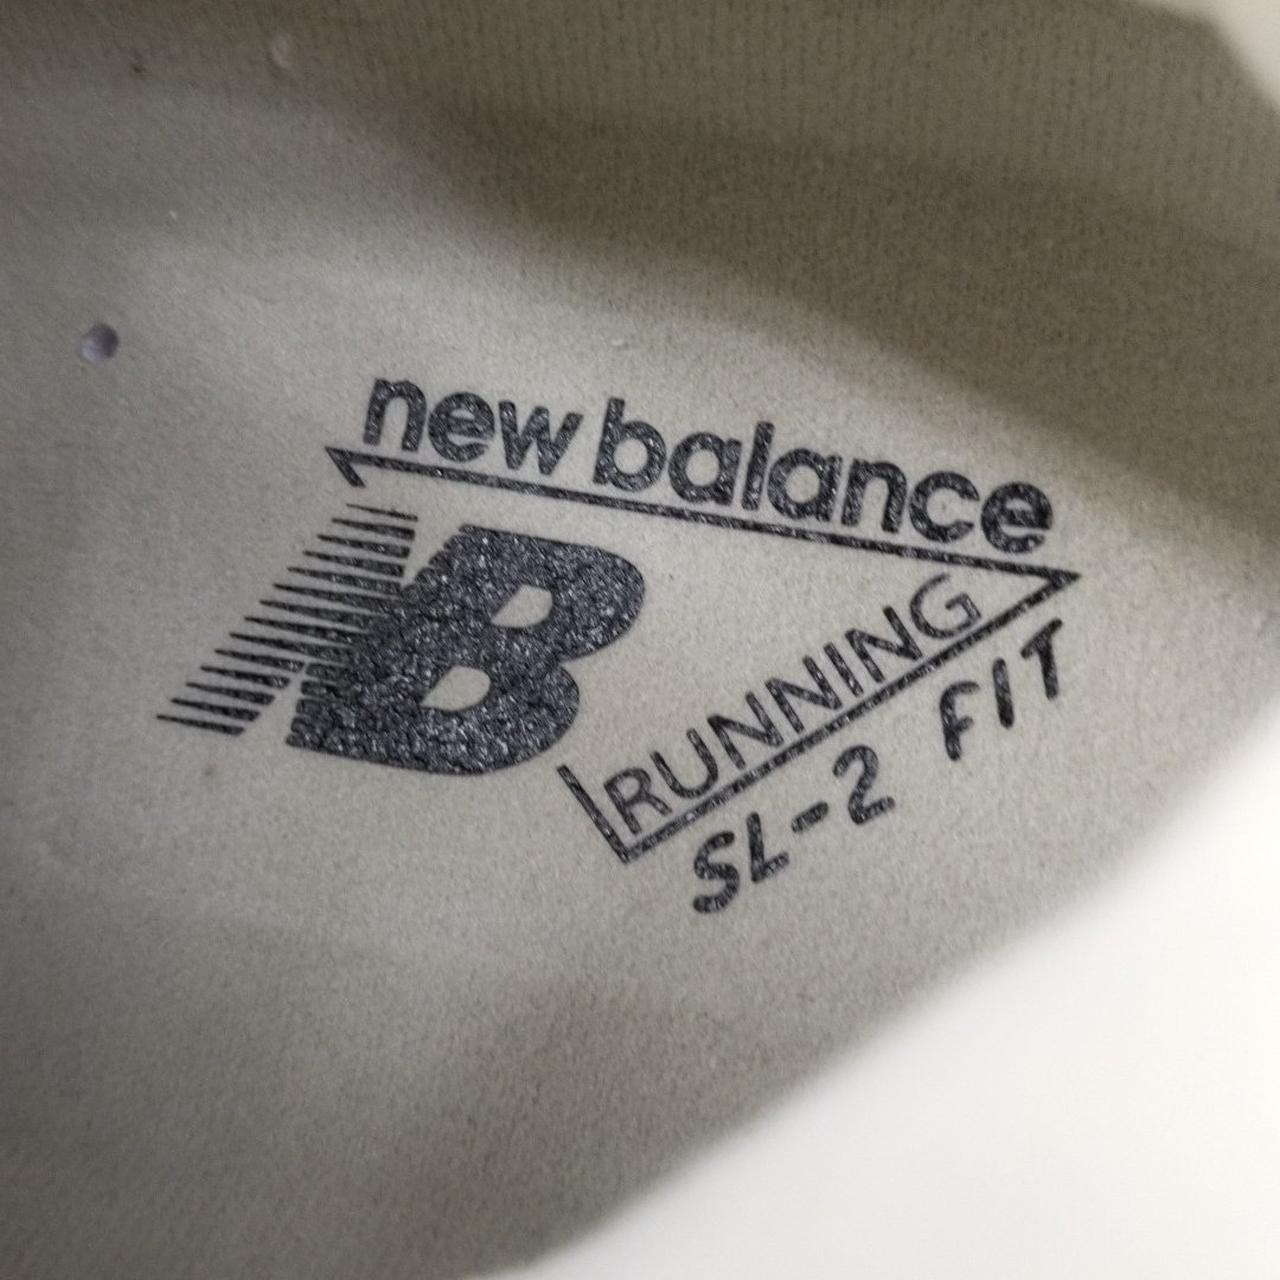 new balance
NB
RUNNING
SL-2 FIT